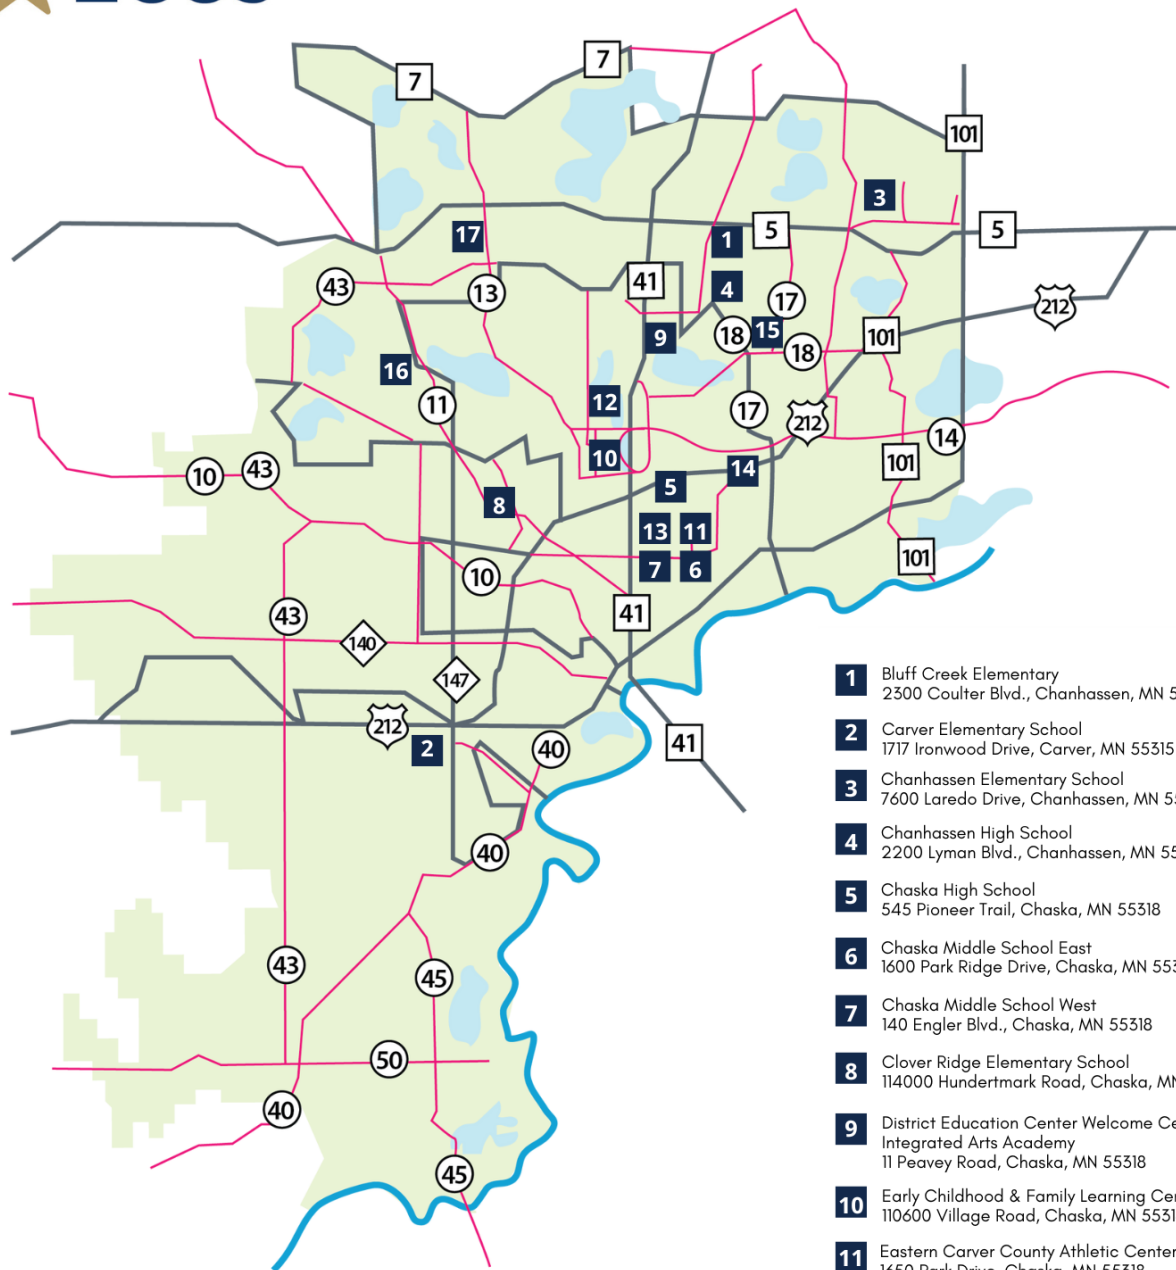 7
7
101
3
17
1
5
5
43
13
41
4
17
212
9
18
15
18
101
16
11
12
17
212
14
10
43
10
5
14
101
8
13
11
10
7
6
101
43
41
140
147
212
2
40
41
40
43
45
50
40
45
1 Bluff Creek Elementary
2300 Coulter Blvd., Chanhassen, MN
2 Carver Elementary School
1717 Ironwood Drive, Carver, MN 55315
3 Chanhassen Elementary School
7600 Laredo Drive, Chanhassen, MN
4 Chanhassen High School
2200 Lyman Blvd., Chanhassen, MN
5 Chaska High School
545 Pioneer Trail, Chaska, MN 55318
6 Chaska Middle School East
1600 Park Ridge Drive, Chaska, MN
7 Chaska Middle School West
140 Engler Blvd., Chaska, MN 55318
8 Clover Ridge Elementary School
114000 Hundertmark Road, Chaska,
9 District Education Center Welcome
Integrated Arts Academy
11 Peavey Road, Chaska, MN 55318
10 Early Childhood & Family Learning
110600 Village Road, Chaska, MN
11 Eastern Carver County Athletic Center
1650 Park Drive, Chaska, MN 55318